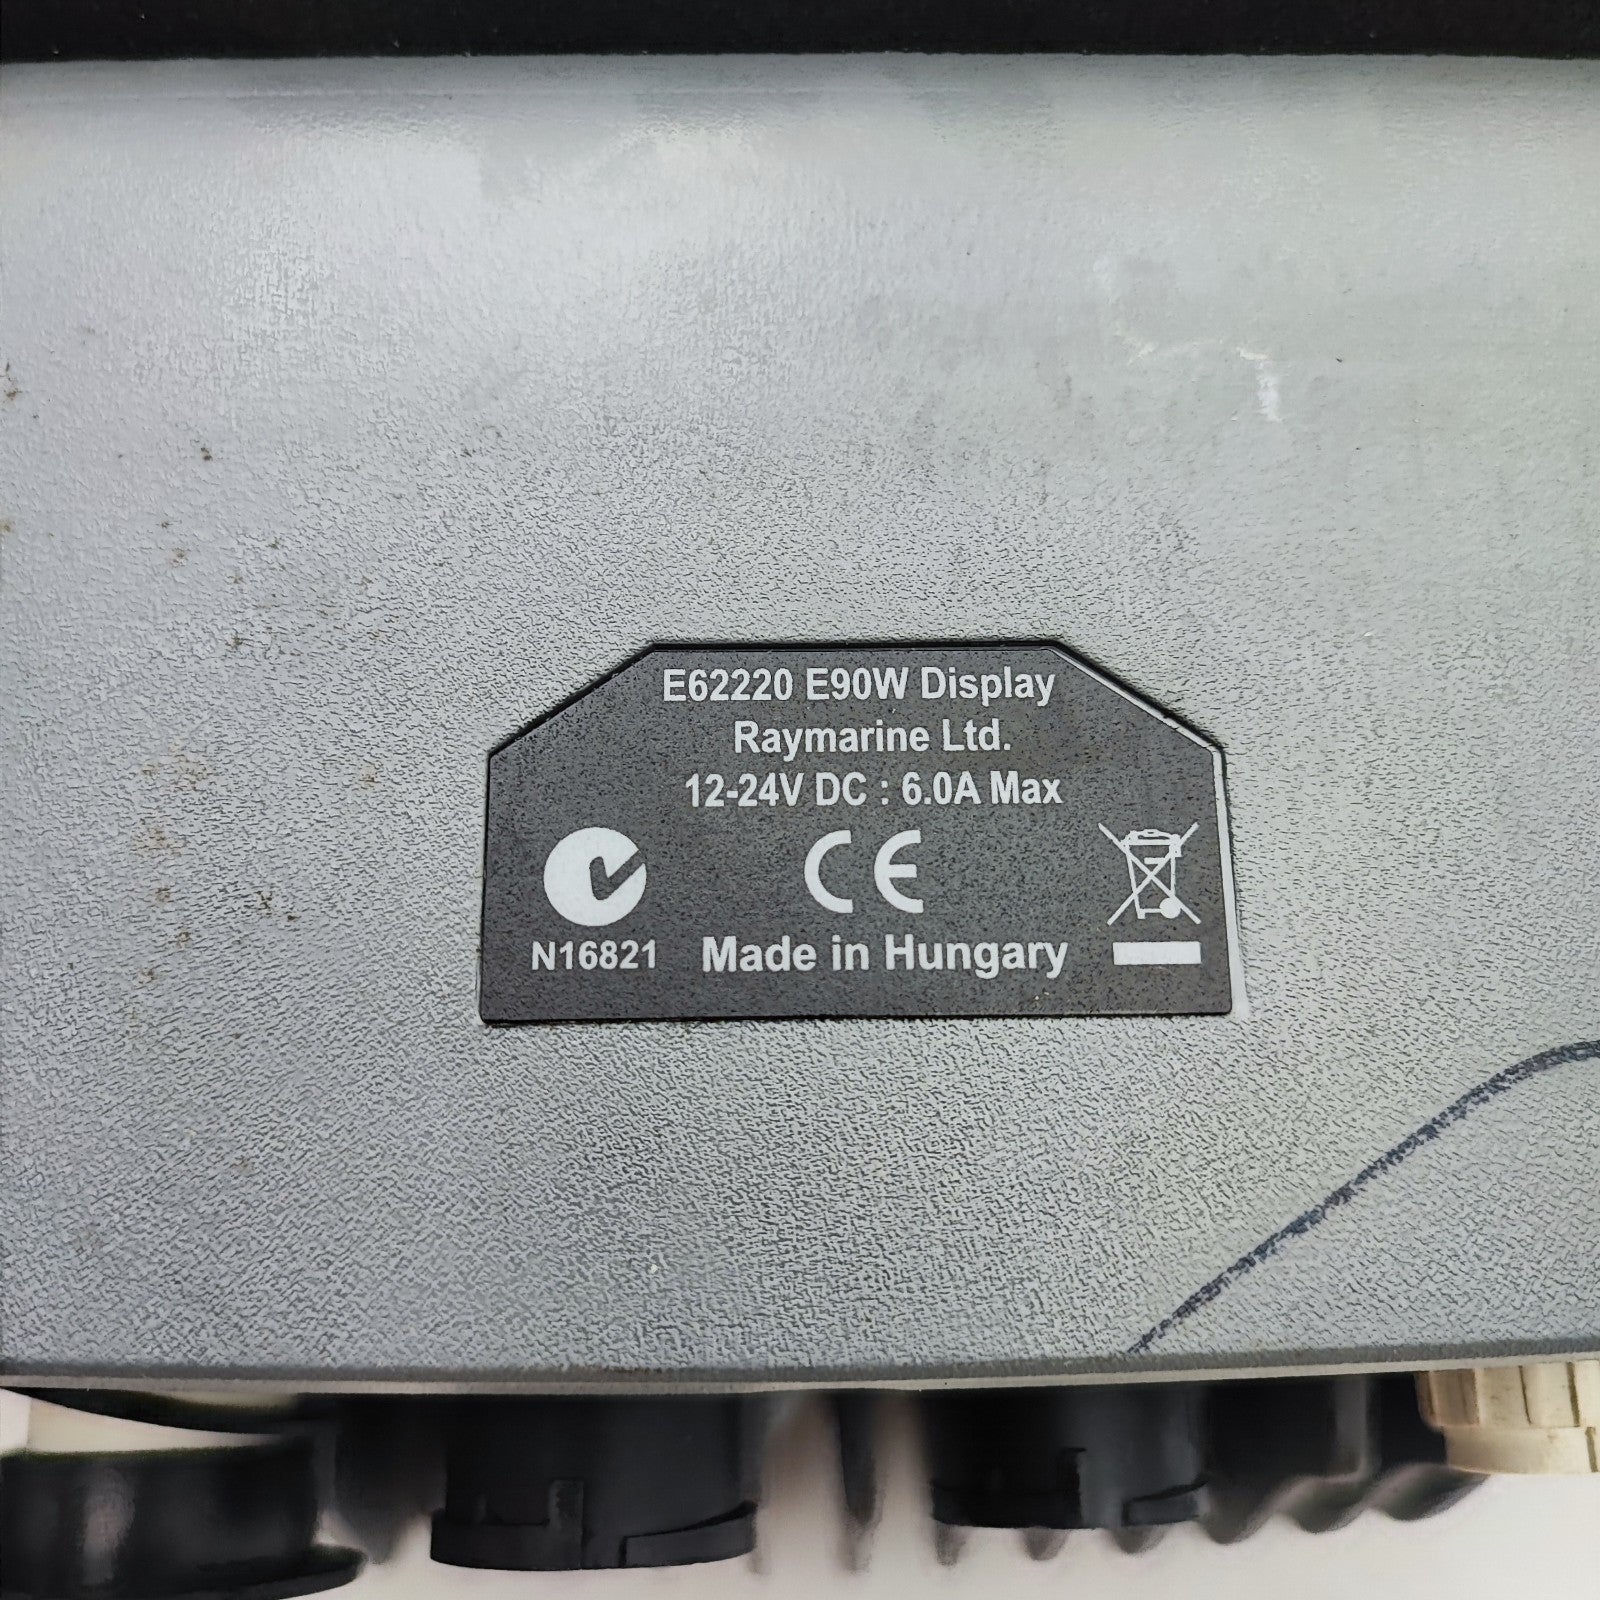 E62220 E90W Display
Raymarine Ltd.
12-24V DC : 6.0A Max
CE
N16821 Made in Hungary